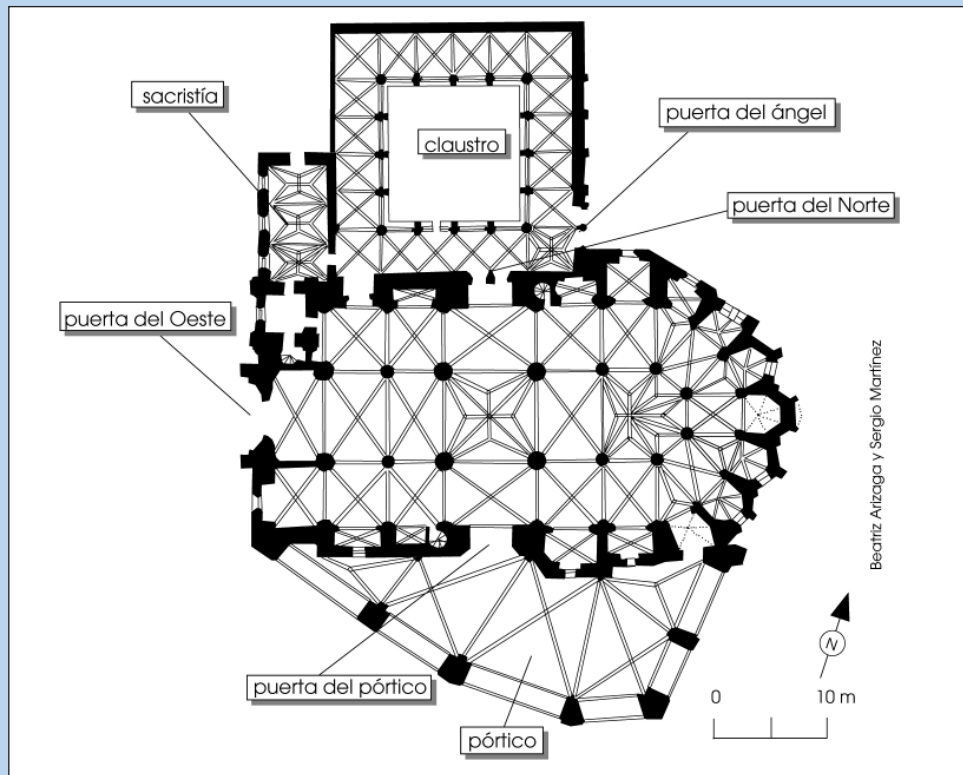 sacristía
claustro
puerta del ángel
puerta del Norte
puerta del Oeste
Beatriz Arizaga y Sergio Martínez
N
puerta del pórtico
0 10 m
pórtico